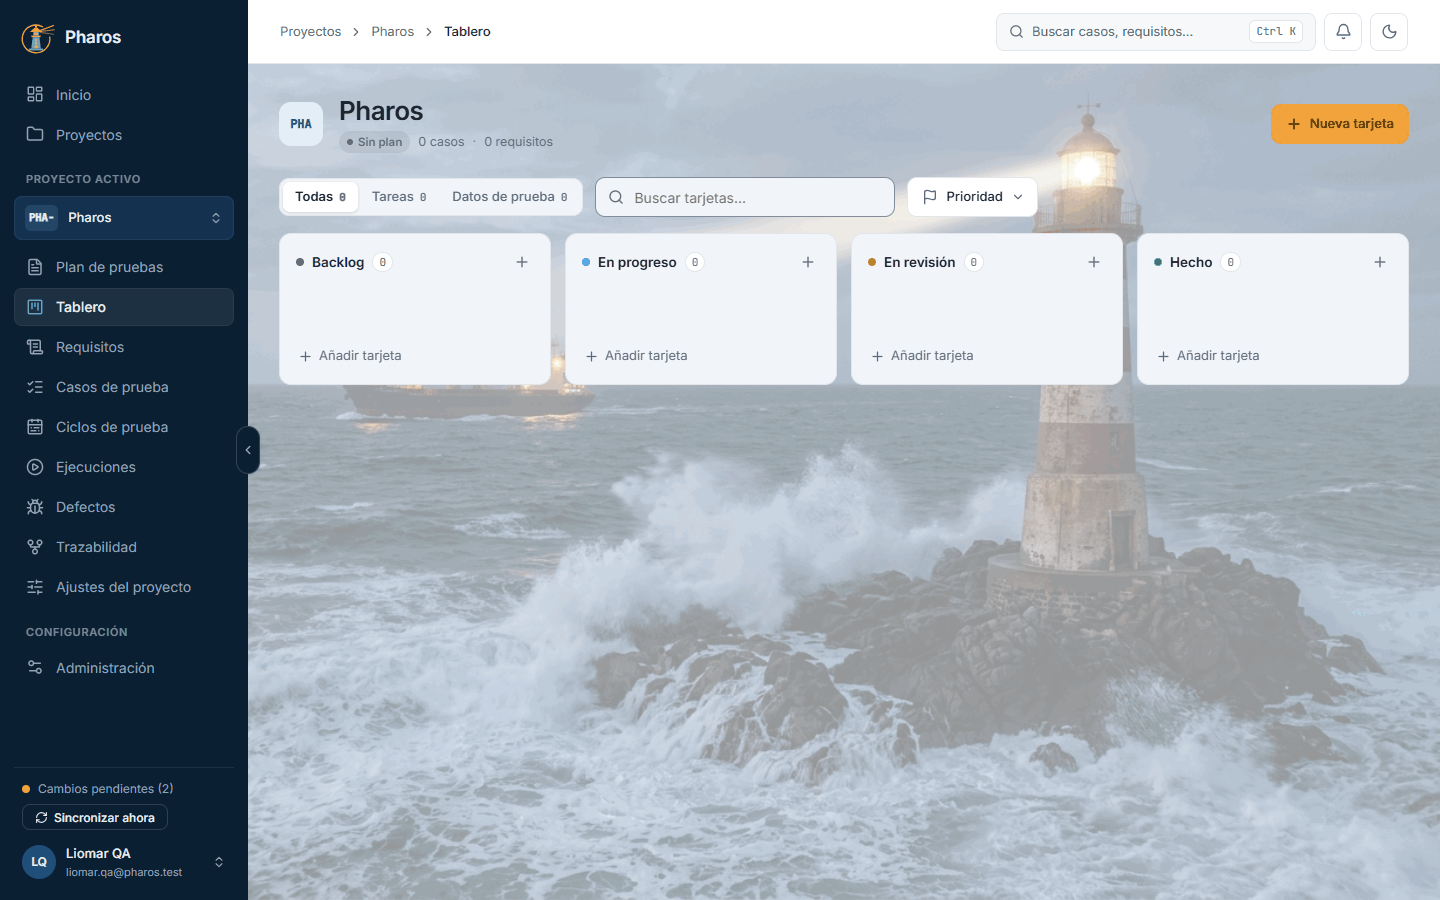 Pharos
Inicio
Proyectos
PROYECTO ACTIVO
PHA- Pharos
Plan de pruebas
Tablero
Requisitos
Casos de prueba
Ciclos de prueba
Ejecuciones
Defectos
Trazabilidad
Ajustes del proyecto
CONFIGURACIÓN
Administración
Cambios pendientes (2)
Sincronizar ahora
LQ Liomar QA
liomar.qa@pharos.test
Proyectos Pharos Tablero
Buscar casos, requisitos... Ctrl K
PHA Pharos
Sin plan 0 casos · 0 requisitos
Nueva tarjeta
Todas 0 Tareas 0 Datos de prueba 0 Buscar tarjetas... Prioridad
Backlog 0
Añadir tarjeta
En progreso 0
Añadir tarjeta
En revisión 0
Añadir tarjeta
Hecho 0
Añadir tarjeta